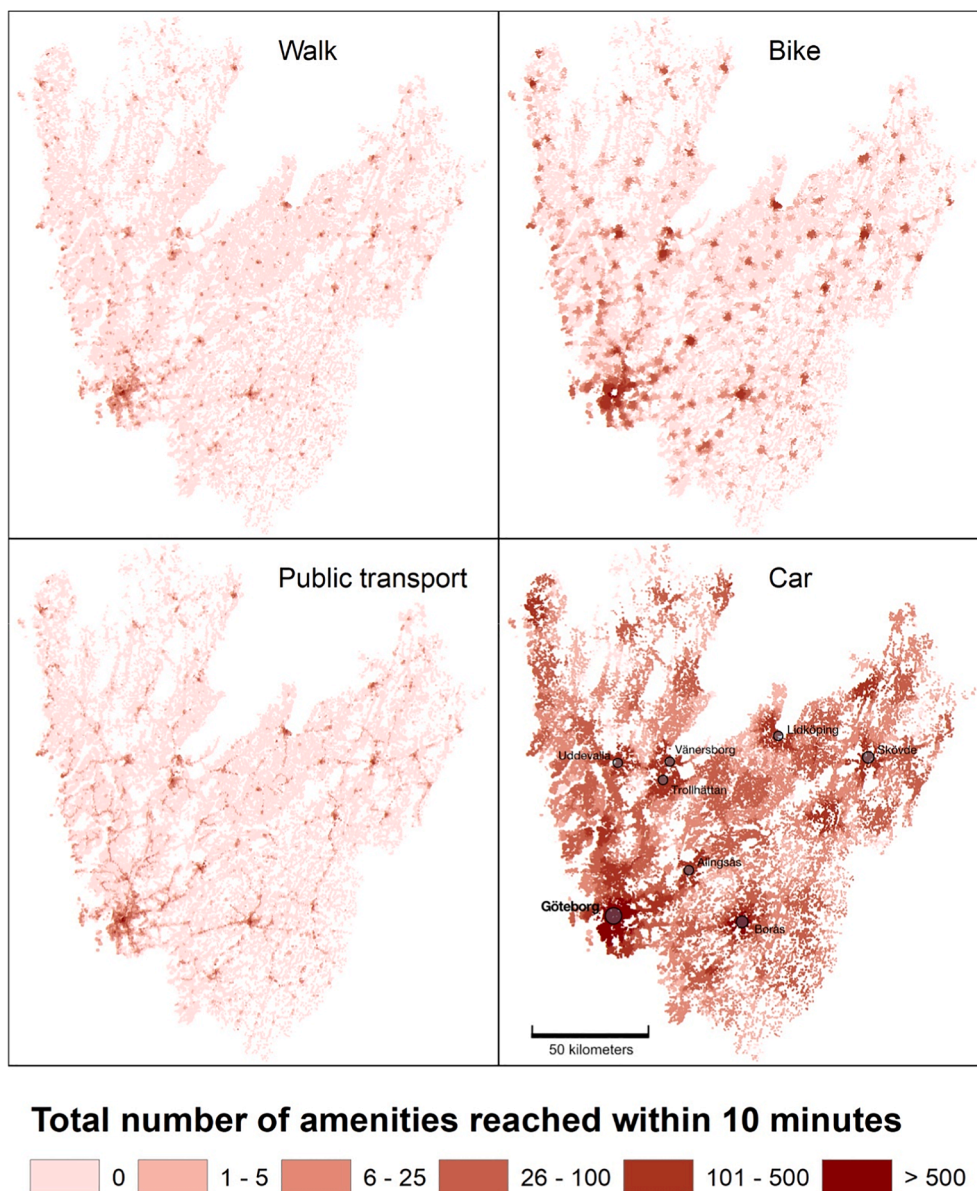 Walk
Bike
Public transport
Car
Lidköping
Skövde
Uddevalla
Vänersborg
Trollhättan
Alingsås
Göteborg
Borås
50 kilometers
Total number of amenities reached within 10 minutes
0 1 - 5 6 - 25 26 - 100 101 - 500 > 500